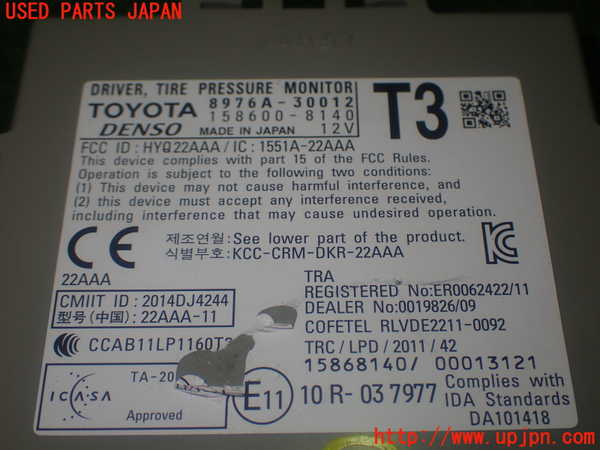 USED PARTS JAPAN
DRIVER, TIRE PRESSURE MONITOR
TOYOTA 8976A-30012
DENSO 158600-8140
MADE IN JAPAN 12V
T3
FCC ID : HYQ22AAA / IC : 1551A-22AAA
This device complies with part 15 of the FCC Rules.
Operation is subject to the following two conditions:
(1) This device may not cause harmful interference, and
(2) this device must accept any interference received,
including interference that may cause undesired operation.
CE
22AAA
제조연월: See lower part of the product.
식별부호: KCC-CRM-DKR-22AAA
KC
CMIIT ID : 2014DJ4244
型号(中国) : 22AAA-11
TRA
REGISTERED No:ER0062422/11
DEALER No:0019826/09
COFETEL RLVDE2211-0092
CCAB11LP1160T
TRC / LPD / 2011 / 42
15868140/ 00013121
ICASA
TA-20
Approved
E11 10 R- 03 7977
Complies with
IDA Standards
DA101418
http://www.upjpn.com/